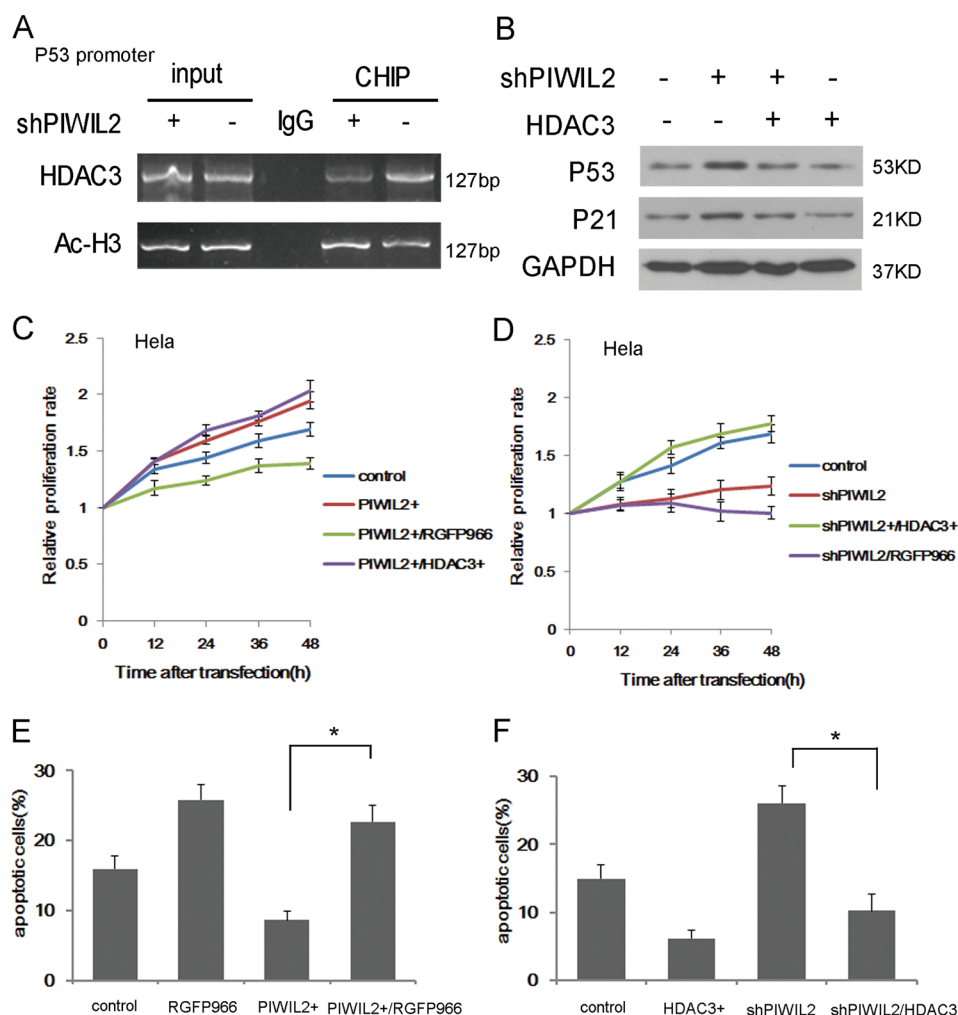 A
P53 promoter
input
CHIP
shPIWIL2
+ - IgG + -
HDAC3
127bp
Ac-H3
127bp
B
shPIWIL2 - + + -
HDAC3 - - + +
P53
53KD
P21
21KD
GAPDH
37KD
C
Hela
Relative proliferation rate
2.5
2
1.5
1
0.5
0
0 12 24 36 48
Time after transfection(h)
control
PIWIL2+
PIWIL2+/RGFP966
PIWIL2+/HDAC3+
D
Hela
Relative proliferation rate
2.5
2
1.5
1
0.5
0
0 12 24 36 48
Time after transfection(h)
control
shPIWIL2
shPIWIL2+/HDAC3+
shPIWIL2/RGFP966
E
apoptotic cells(%)
30
20
10
0
*
control RGFP966 PIWIL2+ PIWIL2+/RGFP966
F
apoptotic cells(%)
30
20
10
0
*
control HDAC3+ shPIWIL2 shPIWIL2/HDAC3